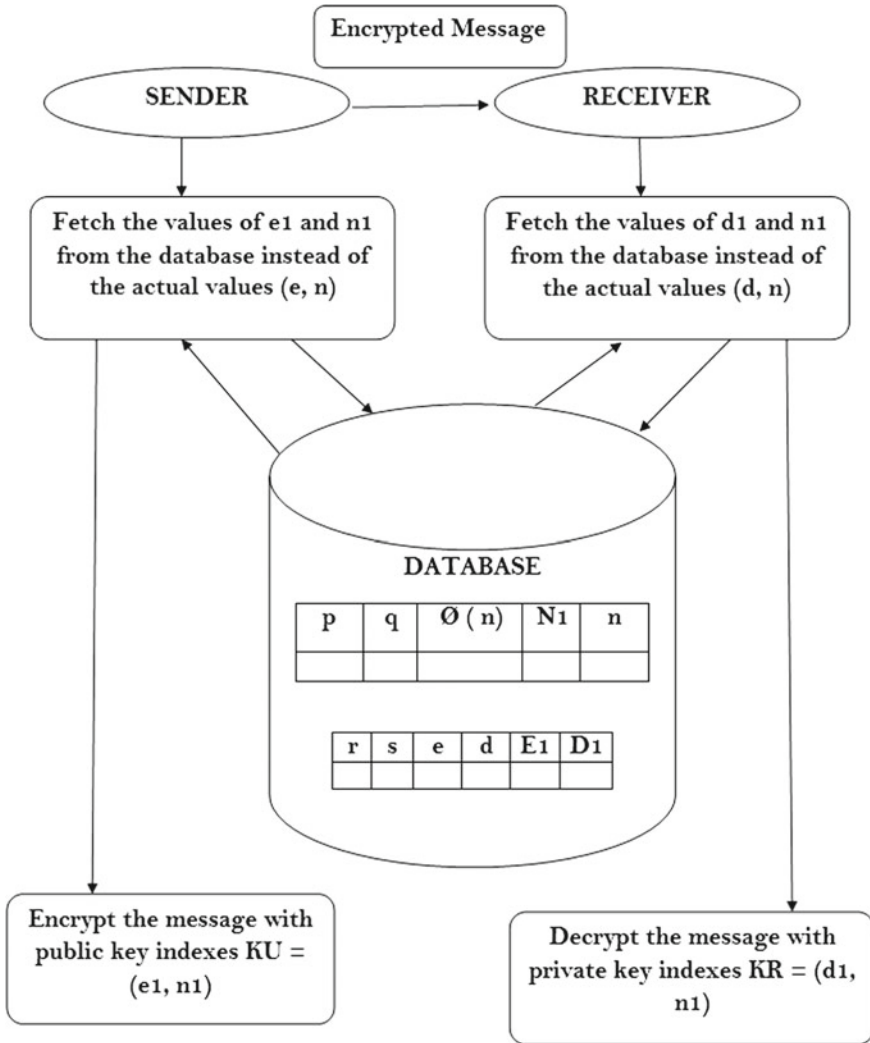 Encrypted Message
SENDER
RECEIVER
Fetch the values of e1 and n1
from the database instead of
the actual values (e, n)
Fetch the values of d1 and n1
from the database instead of
the actual values (d, n)
DATABASE
p q Ø ( n) N1 n
r s e d E1 D1
Encrypt the message with
public key indexes KU =
(e1, n1)
Decrypt the message with
private key indexes KR = (d1,
n1)